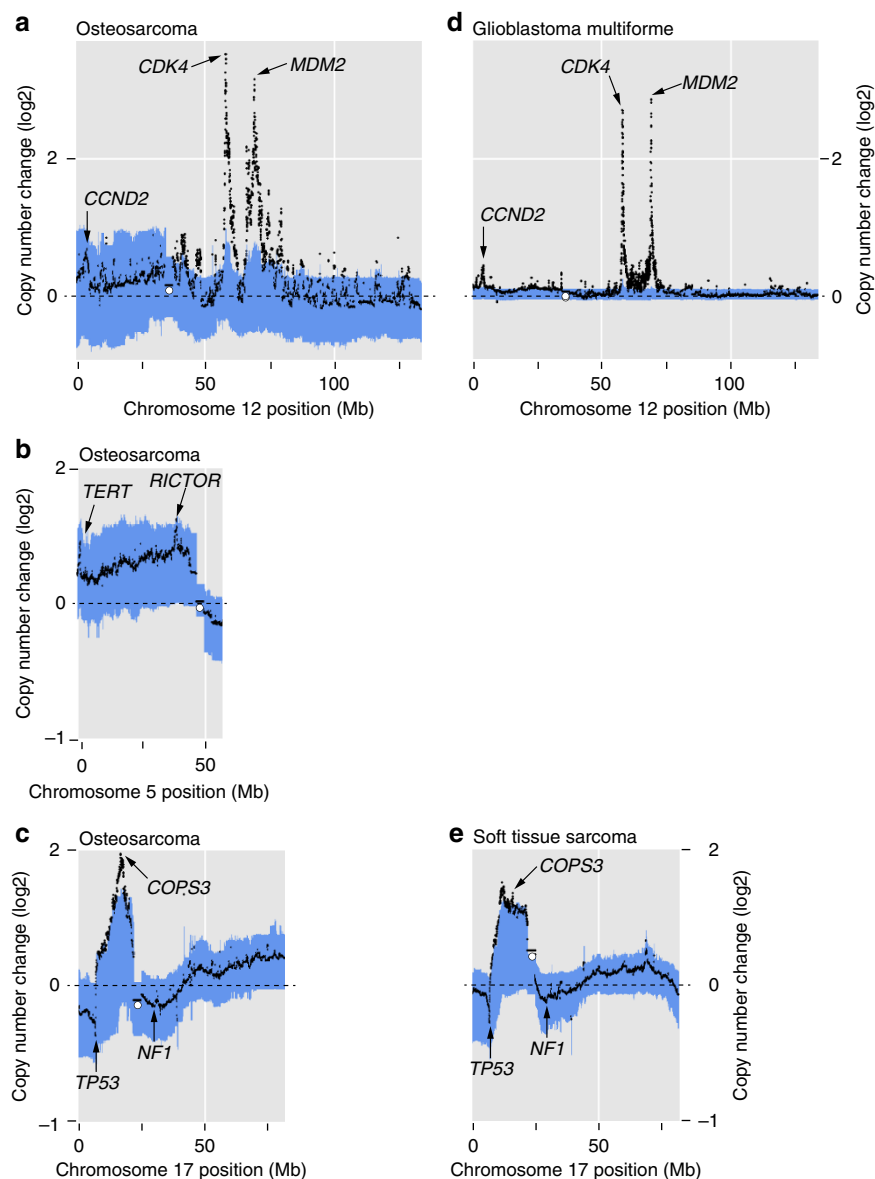 a
Osteosarcoma
Copy number change (log2)
2
0
CDK4
MDM2
CCND2
0
50
100
Chromosome 12 position (Mb)
d
Glioblastoma multiforme
Copy number change (log2)
2
0
CDK4
MDM2
CCND2
0
50
100
Chromosome 12 position (Mb)
b
Osteosarcoma
Copy number change (log2)
2
0
–1
TERT
RICTOR
0
50
Chromosome 5 position (Mb)
c
Osteosarcoma
Copy number change (log2)
2
0
–1
COPS3
TP53
NF1
0
50
Chromosome 17 position (Mb)
e
Soft tissue sarcoma
Copy number change (log2)
2
0
–1
COPS3
TP53
NF1
0
50
Chromosome 17 position (Mb)